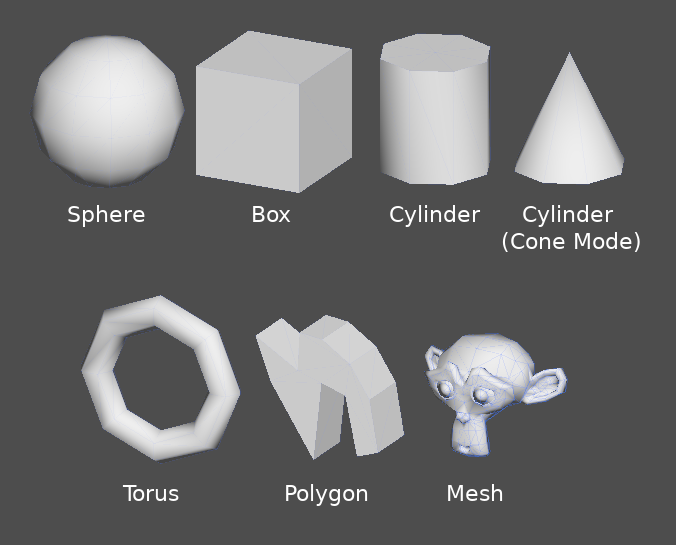 Sphere
Box
Cylinder
Cylinder
(Cone Mode)
Torus
Polygon
Mesh